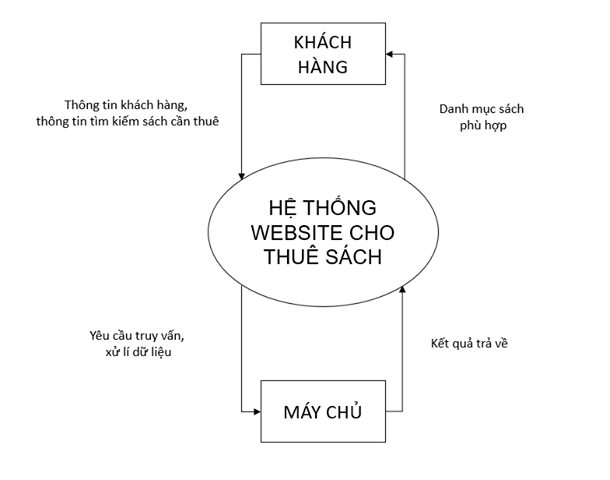 KHÁCH
HÀNG
Thông tin khách hàng,
thông tin tìm kiếm sách cần thuê
Danh mục sách
phù hợp
HỆ THỐNG
WEBSITE CHO
THUÊ SÁCH
Yêu cầu truy vấn,
xử lí dữ liệu
Kết quả trả về
MÁY CHỦ